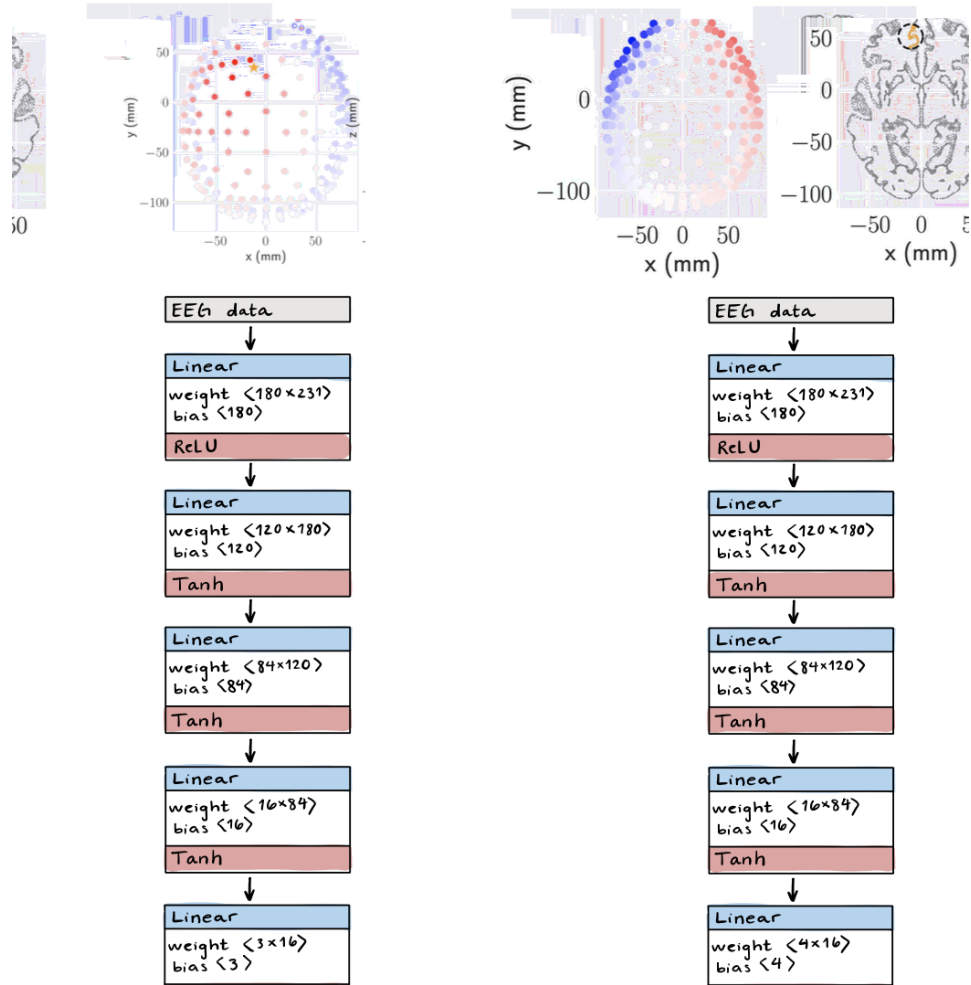 50
0
−50
−100
y (mm)
−50
0
50
x (mm)
z (mm)
50
50
0
−50
−100
y (mm)
−50
0
50
x (mm)
50
0
−50
−100
−50
0
x (mm)
EEG data
Linear
weight <180×231>
bias <180>
ReLU
Linear
weight <120×180>
bias <120>
Tanh
Linear
weight <84×120>
bias <84>
Tanh
Linear
weight <16×84>
bias <16>
Tanh
Linear
weight <3×16>
bias <3>
EEG data
Linear
weight <180×231>
bias <180>
ReLU
Linear
weight <120×180>
bias <120>
Tanh
Linear
weight <84×120>
bias <84>
Tanh
Linear
weight <16×84>
bias <16>
Tanh
Linear
weight <4×16>
bias <4>